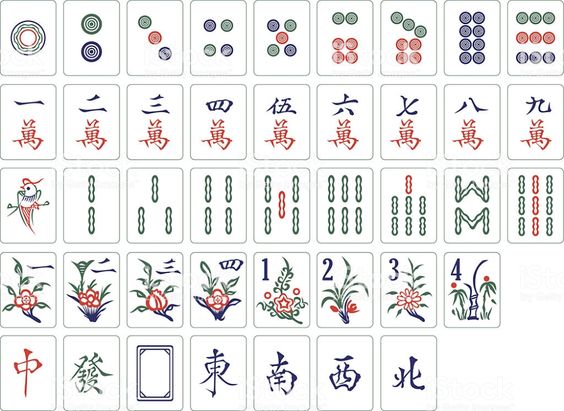 一 二 三 四 伍 六 七 八 九
萬 萬 萬 萬 萬 萬 萬 萬 萬
一 二 三 四 1 2 3 4
中 發 東 南 西 北
iStock